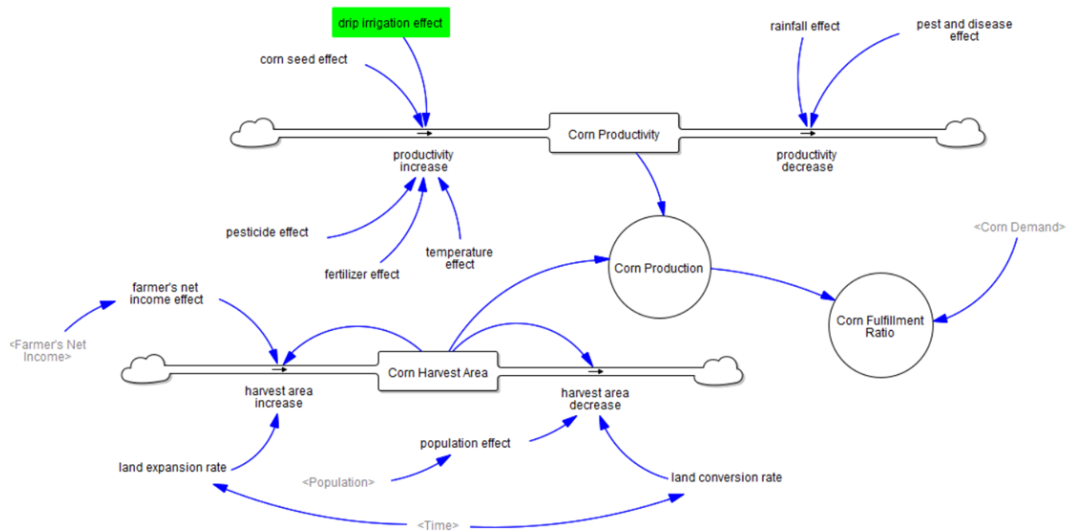 drip irrigation effect
rainfall effect
pest and disease
effect
corn seed effect
Corn Productivity
productivity
increase
productivity
decrease
pesticide effect
temperature
effect
fertilizer effect
<Corn Demand>
Corn Production
farmer's net
income effect
Corn Fulfillment
Ratio
<Farmer's Net
Income>
Corn Harvest Area
harvest area
increase
harvest area
decrease
population effect
land expansion rate
<Population>
land conversion rate
<Time>